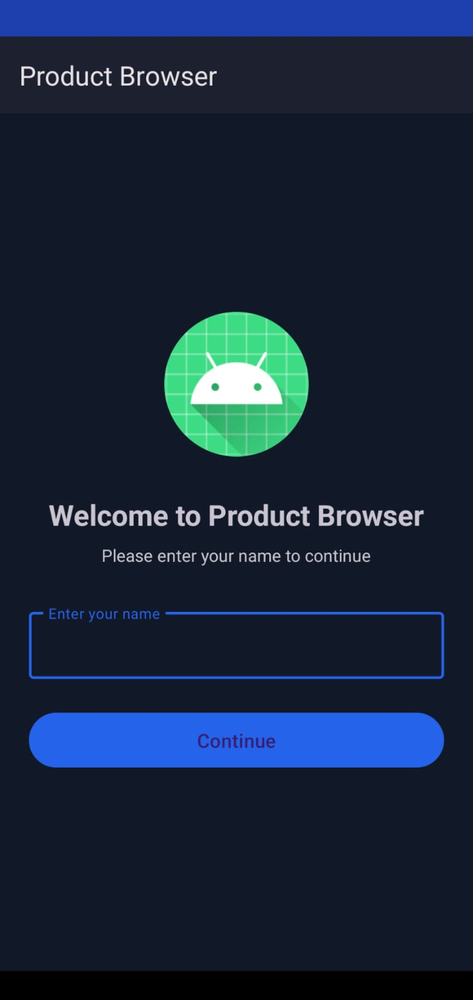 Product Browser
Welcome to Product Browser
Please enter your name to continue
Enter your name
Continue